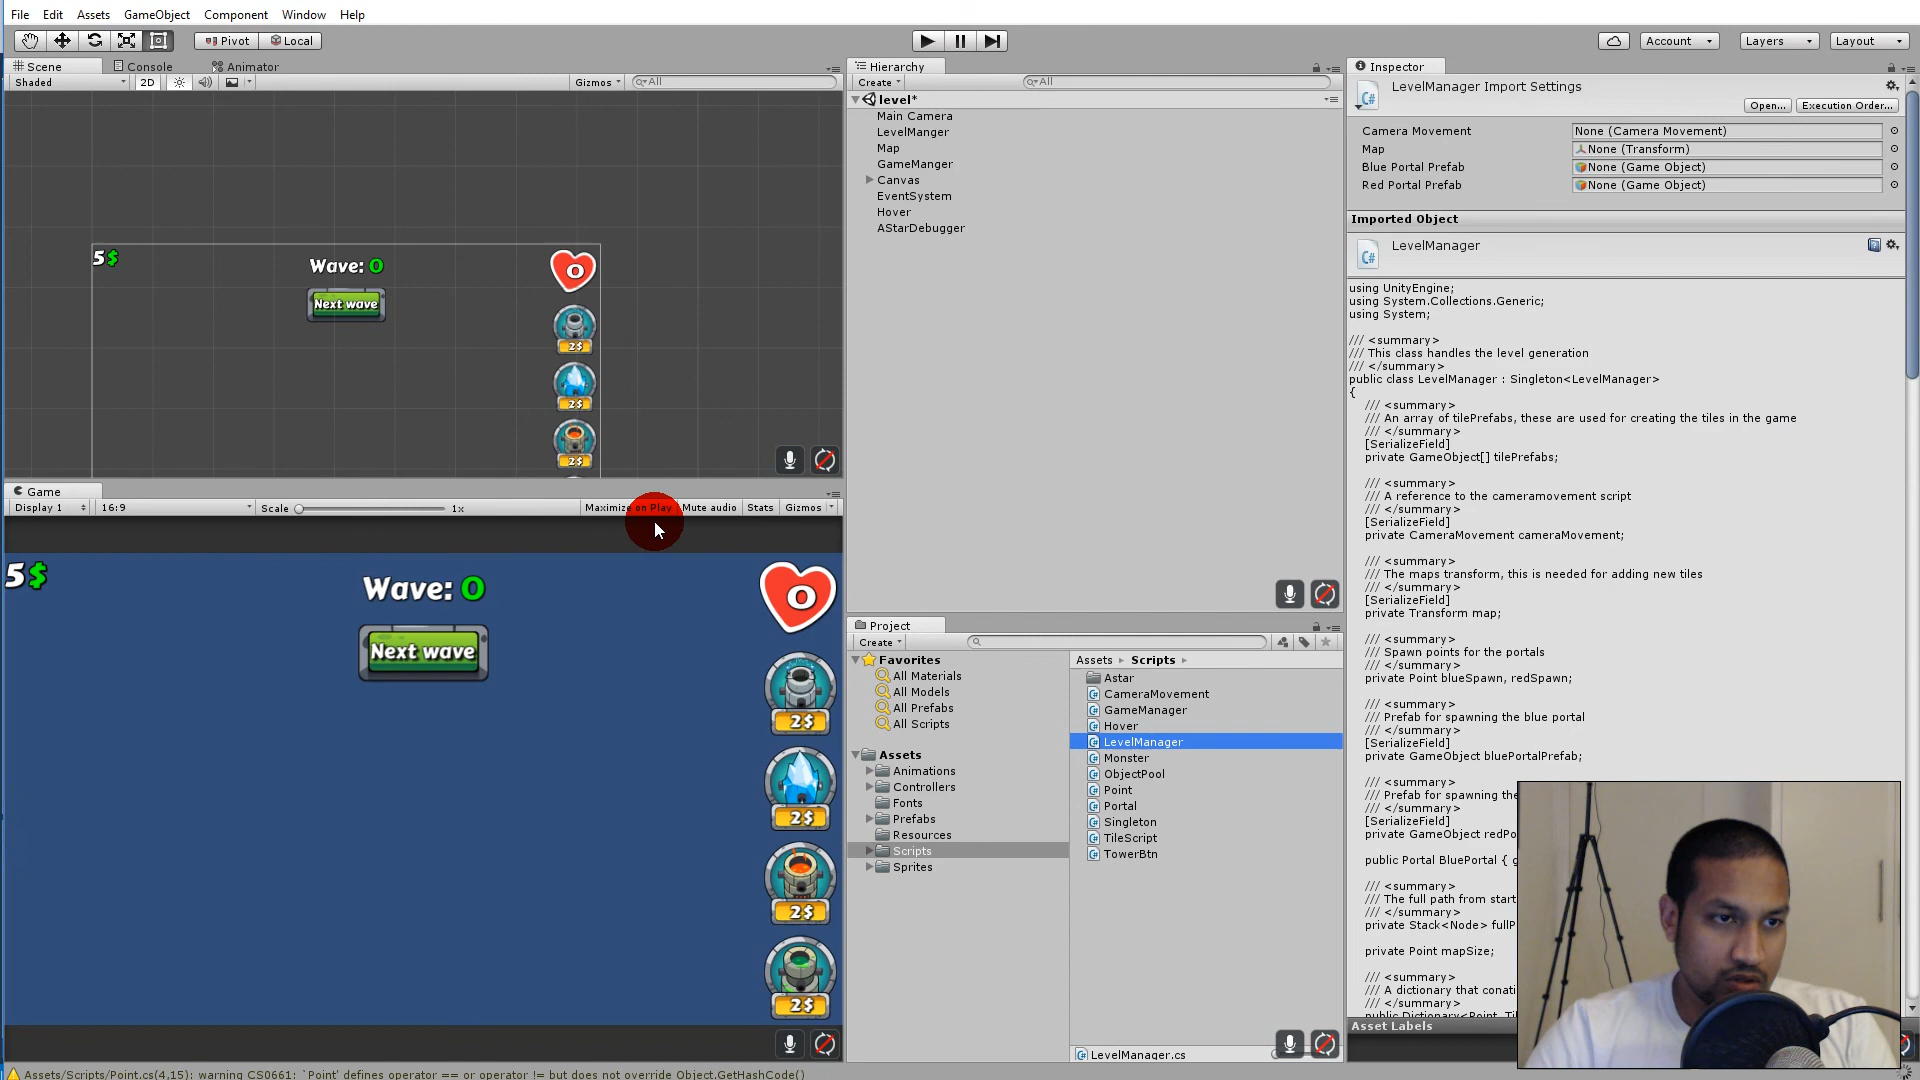 File Edit Assets GameObject Component Window Help
Pivot Local Account Layers Layout
Scene Console Animator
Shaded 2D Gizmos All
5$
Wave: 0
Next wave
0
2$
2$
2$
Game
Display 1 16:9 Scale 1x Maximize on Play Mute audio Stats Gizmos
5$
Wave: 0
Next wave
0
2$
2$
2$
2$
Hierarchy
Create All
level*
Main Camera
LevelManger
Map
GameManger
Canvas
EventSystem
Hover
AStarDebugger
Project
Create
Favorites
All Materials
All Models
All Prefabs
All Scripts
Assets
Animations
Controllers
Fonts
Prefabs
Resources
Scripts
Sprites
Assets Scripts
Astar
CameraMovement
GameManager
Hover
LevelManager
Monster
ObjectPool
Point
Portal
Singleton
TileScript
TowerBtn
LevelManager.cs
Inspector
LevelManager Import Settings
Open... Execution Order...
Camera Movement None (Camera Movement)
Map None (Transform)
Blue Portal Prefab None (Game Object)
Red Portal Prefab None (Game Object)
Imported Object
LevelManager
using UnityEngine;
using System.Collections.Generic;
using System;
/// <summary>
/// This class handles the level generation
/// </summary>
public class LevelManager : Singleton<LevelManager>
{
/// <summary>
/// An array of tilePrefabs, these are used for creating the tiles in the game
/// </summary>
[SerializeField]
private GameObject[] tilePrefabs;
/// <summary>
/// A reference to the cameramovement script
/// </summary>
[SerializeField]
private CameraMovement cameraMovement;
/// <summary>
/// The maps transform, this is needed for adding new tiles
/// </summary>
[SerializeField]
private Transform map;
/// <summary>
/// Spawn points for the portals
/// </summary>
private Point blueSpawn, redSpawn;
/// <summary>
/// Prefab for spawning the blue portal
/// </summary>
[SerializeField]
private GameObject bluePortalPrefab;
/// <summary>
/// Prefab for spawning the
/// </summary>
[SerializeField]
private GameObject redPo
public Portal BluePortal { g
/// <summary>
/// The full path from start
/// </summary>
private Stack<Node> fullP
private Point mapSize;
/// <summary>
/// A dictionary that conati
/// </summary>
public Dictionary<Point, Til
Asset Labels
Assets/Scripts/Point.cs(4,15): warning CS0661: `Point' defines operator == or operator != but does not override Object.GetHashCode()